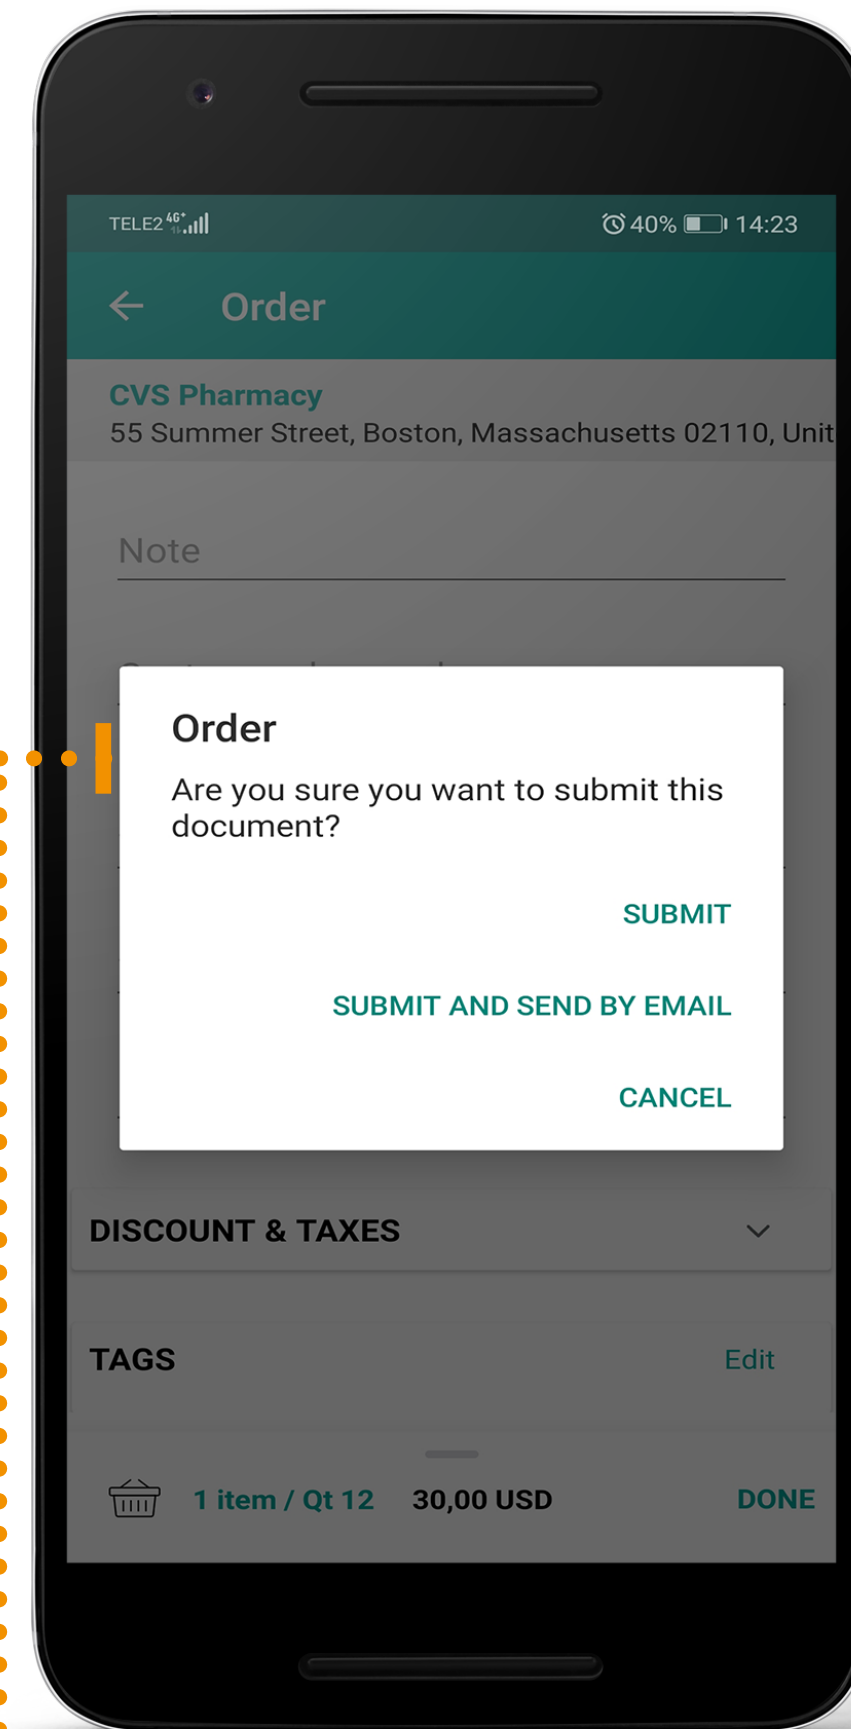 TELE2 4G+ 40% 14:23
Order
CVS Pharmacy
55 Summer Street, Boston, Massachusetts 02110, Unit
Note
Order
Are you sure you want to submit this
document?
SUBMIT
SUBMIT AND SEND BY EMAIL
CANCEL
DISCOUNT & TAXES
TAGS Edit
1 item / Qt 12 30,00 USD DONE